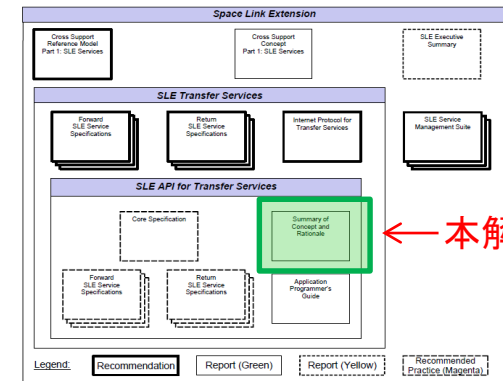 Space Link Extension
Cross Support
Reference Model
Part 1: SLE Services
Cross Support
Concept
Part 1: SLE Services
SLE Executive
Summary
SLE Transfer Services
Forward
SLE Service
Specifications
Return
SLE Service
Specifications
Internet Protocol for
Transfer Services
SLE Service
Management Suite
SLE API for Transfer Services
Core Specification
Summary of
Concept and
Rationale
← 本解
Forward
SLE Service
Specifications
Return
SLE Service
Specifications
Application
Programmer's
Guide
Legend:
Recommendation
Report (Green)
Report (Yellow)
Recommended
Practice (Magenta)